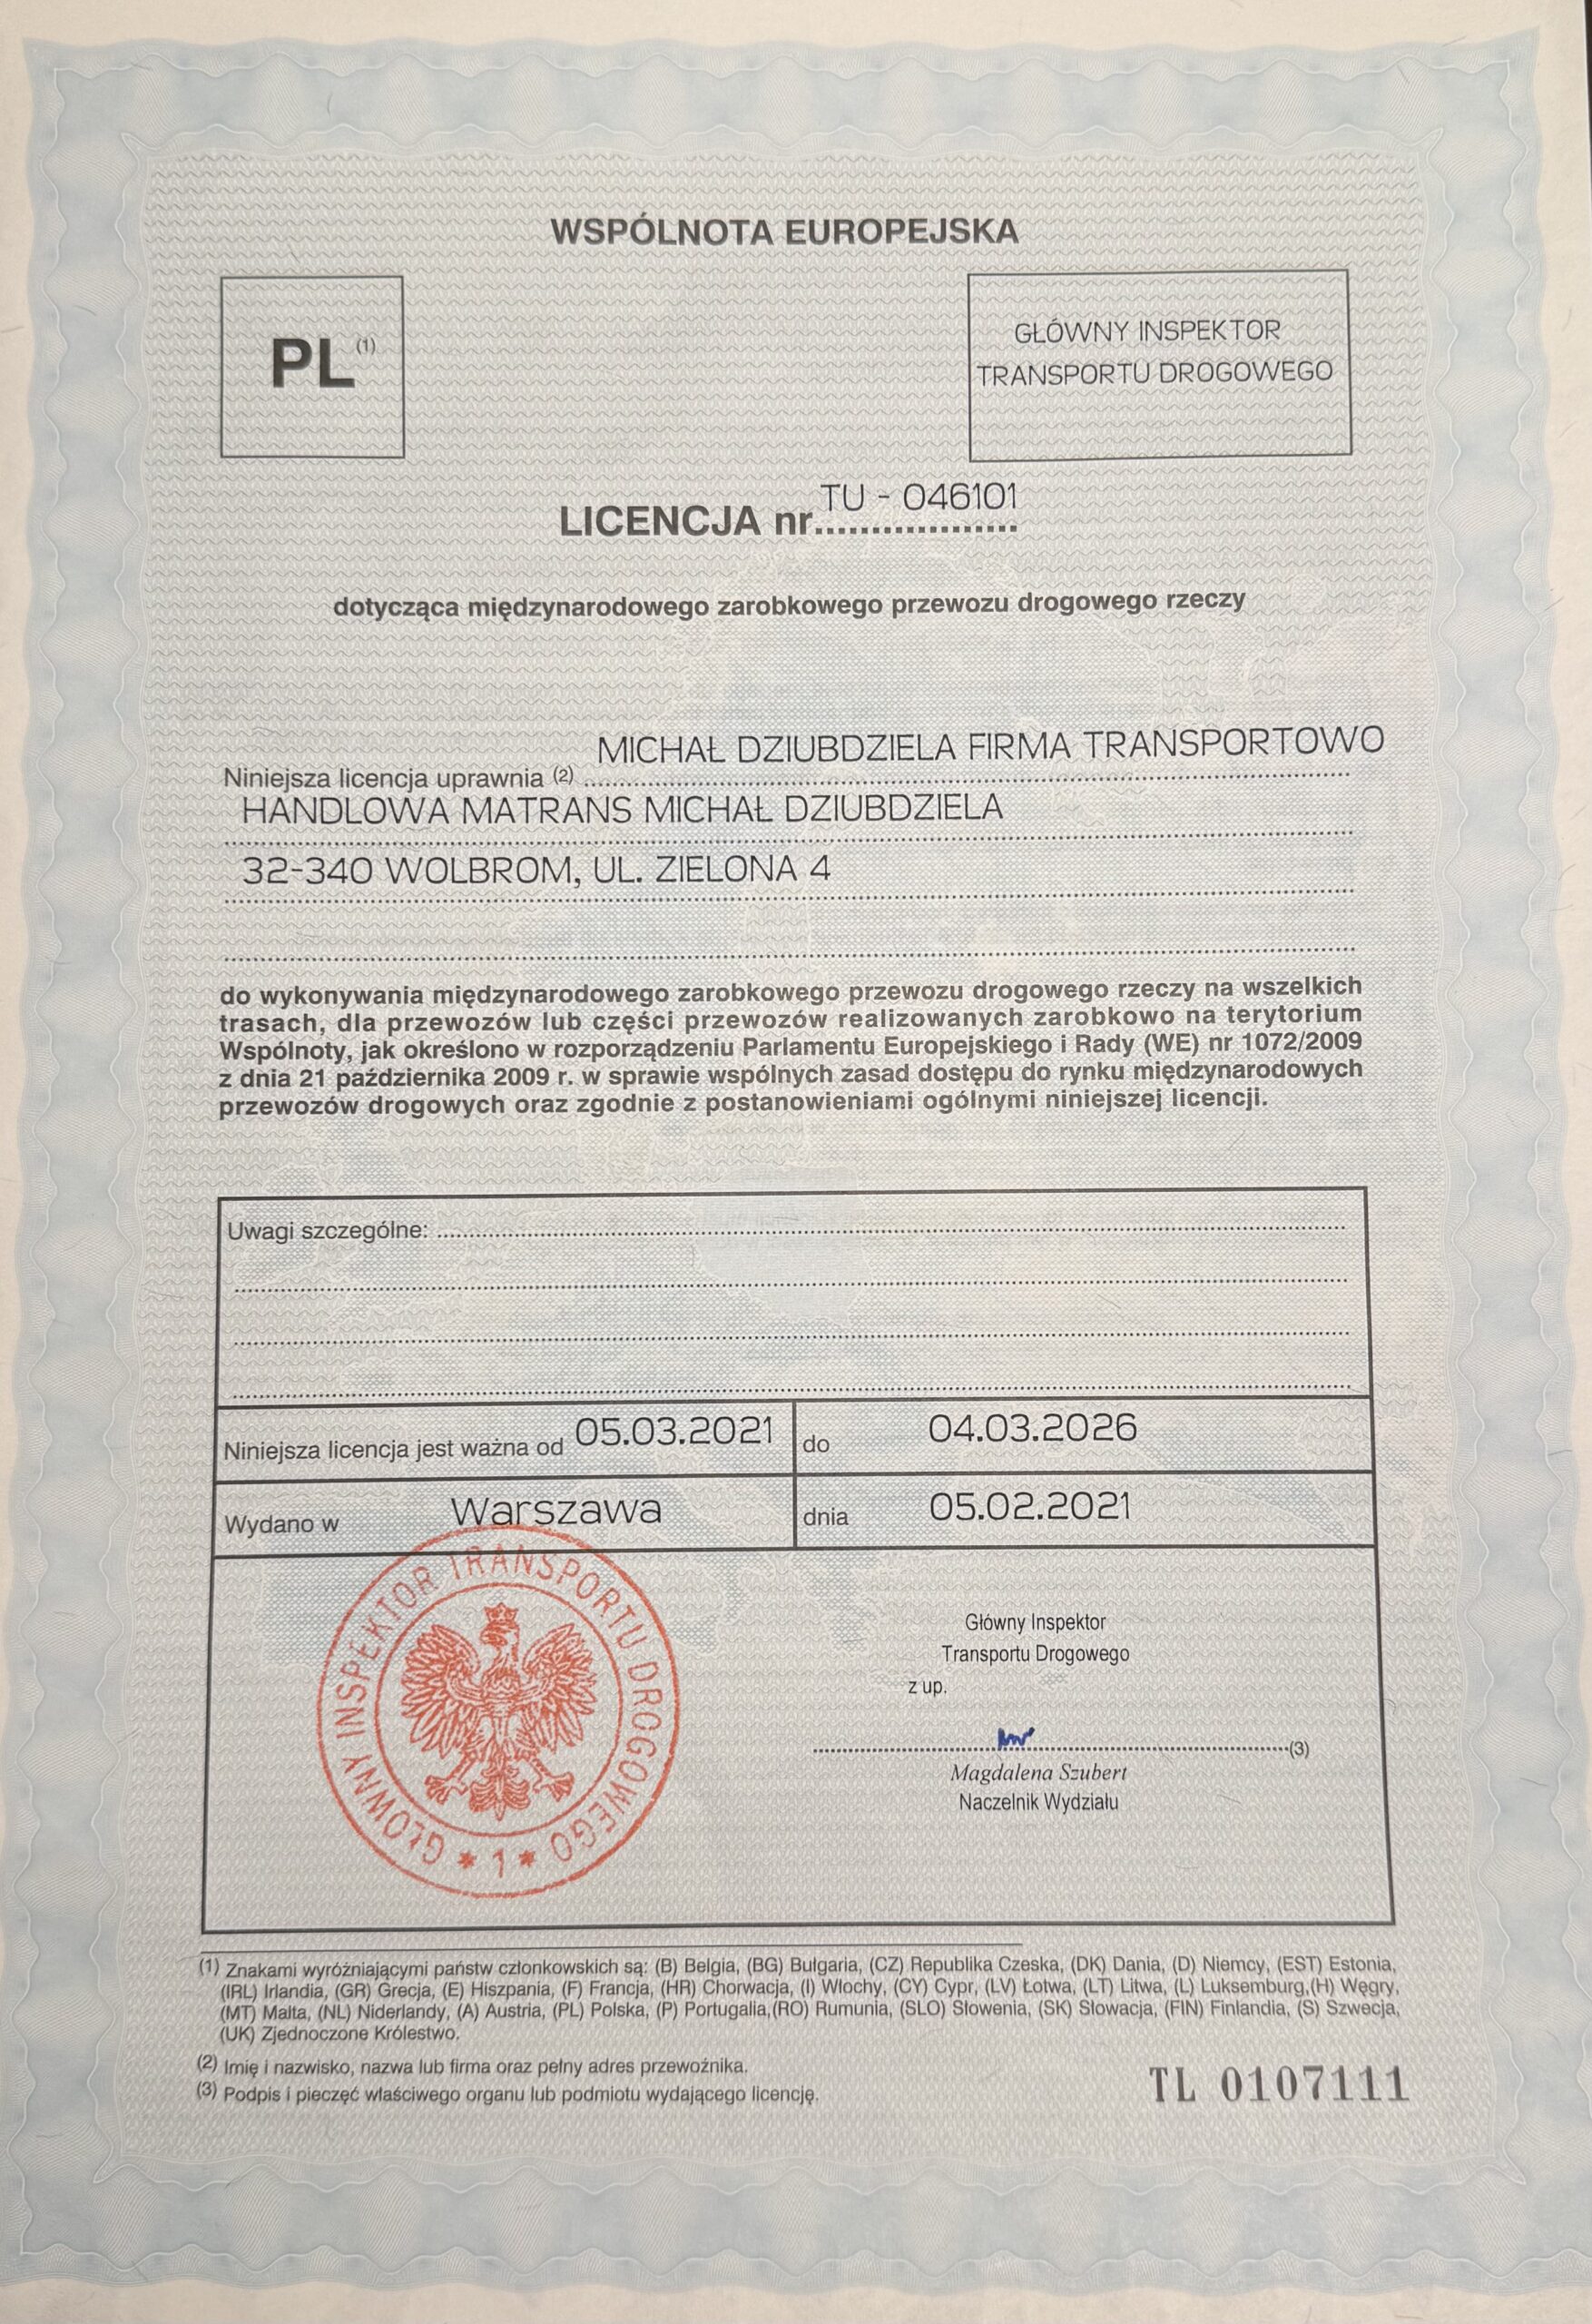 WSPÓLNOTA EUROPEJSKA
PL (1)
GŁÓWNY INSPEKTOR
TRANSPORTU DROGOWEGO
LICENCJA nr TU - 046101
dotycząca międzynarodowego zarobkowego przewozu drogowego rzeczy
Niniejsza licencja uprawnia (2) MICHAŁ DZIUBDZIELA FIRMA TRANSPORTOWO
HANDLOWA MATRANS MICHAŁ DZIUBDZIELA
32-340 WOLBROM, UL. ZIELONA 4
do wykonywania międzynarodowego zarobkowego przewozu drogowego rzeczy na wszelkich
trasach, dla przewozów lub części przewozów realizowanych zarobkowo na terytorium
Wspólnoty, jak określono w rozporządzeniu Parlamentu Europejskiego i Rady (WE) nr 1072/2009
z dnia 21 października 2009 r. w sprawie wspólnych zasad dostępu do rynku międzynarodowych
przewozów drogowych oraz zgodnie z postanowieniami ogólnymi niniejszej licencji.
Uwagi szczególne:
Niniejsza licencja jest ważna od 05.03.2021 do 04.03.2026
Wydano w Warszawa dnia 05.02.2021
GŁÓWNY INSPEKTOR TRANSPORTU DROGOWEGO * 1 *
Główny Inspektor
Transportu Drogowego
z up.
(3)
Magdalena Szubert
Naczelnik Wydziału
(1) Znakami wyróżniającymi państw członkowskich są: (B) Belgia, (BG) Bułgaria, (CZ) Republika Czeska, (DK) Dania, (D) Niemcy, (EST) Estonia,
(IRL) Irlandia, (GR) Grecja, (E) Hiszpania, (F) Francja, (HR) Chorwacja, (I) Włochy, (CY) Cypr, (LV) Łotwa, (LT) Litwa, (L) Luksemburg,(H) Węgry,
(MT) Malta, (NL) Niderlandy, (A) Austria, (PL) Polska, (P) Portugalia,(RO) Rumunia, (SLO) Słowenia, (SK) Słowacja, (FIN) Finlandia, (S) Szwecja,
(UK) Zjednoczone Królestwo.
(2) Imię i nazwisko, nazwa lub firma oraz pełny adres przewoźnika.
(3) Podpis i pieczęć właściwego organu lub podmiotu wydającego licencję.
TL 0107111